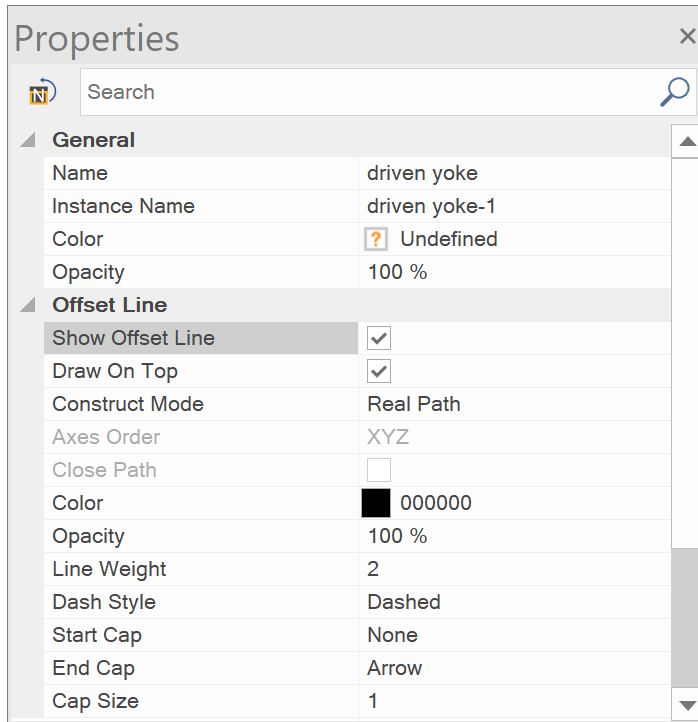 Properties
Search
General
Name driven yoke
Instance Name driven yoke-1
Color ? Undefined
Opacity 100 %
Offset Line
Show Offset Line
Draw On Top
Construct Mode Real Path
Axes Order XYZ
Close Path
Color 000000
Opacity 100 %
Line Weight 2
Dash Style Dashed
Start Cap None
End Cap Arrow
Cap Size 1